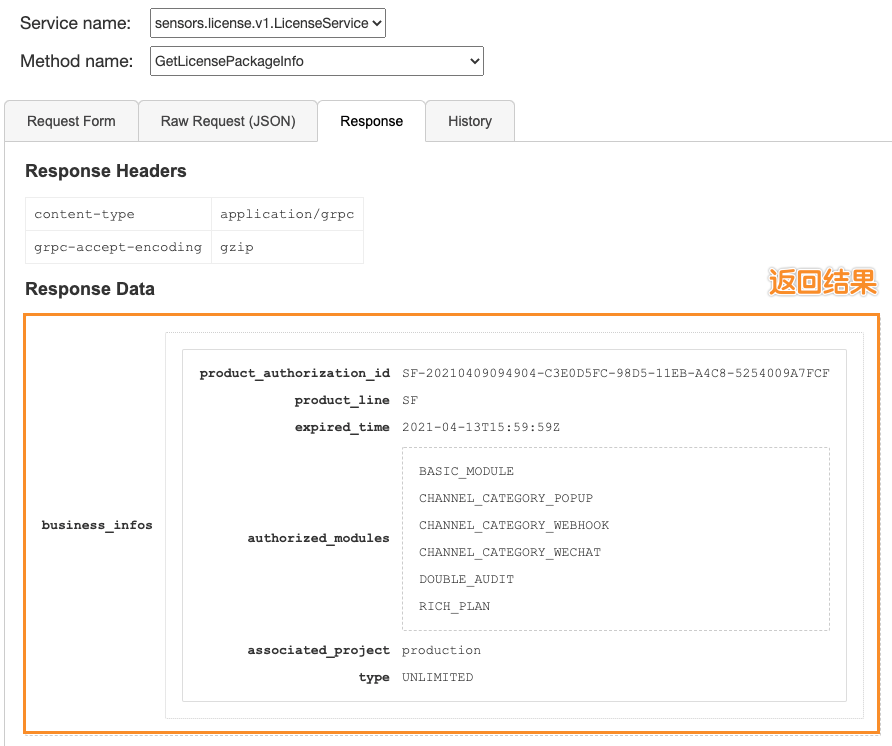 Service name: sensors.license.v1.LicenseService
Method name: GetLicensePackageInfo
Request Form Raw Request (JSON) Response History
Response Headers
content-type application/grpc
grpc-accept-encoding gzip
Response Data
返回结果
product_authorization_id SF-20210409094904-C3E0D5FC-98D5-11EB-A4C8-5254009A7FCF
product_line SF
expired_time 2021-04-13T15:59:59Z
BASIC_MODULE
CHANNEL_CATEGORY_POPUP
business_infos
CHANNEL_CATEGORY_WEBHOOK
authorized_modules
CHANNEL_CATEGORY_WECHAT
DOUBLE_AUDIT
RICH_PLAN
associated_project production
type UNLIMITED